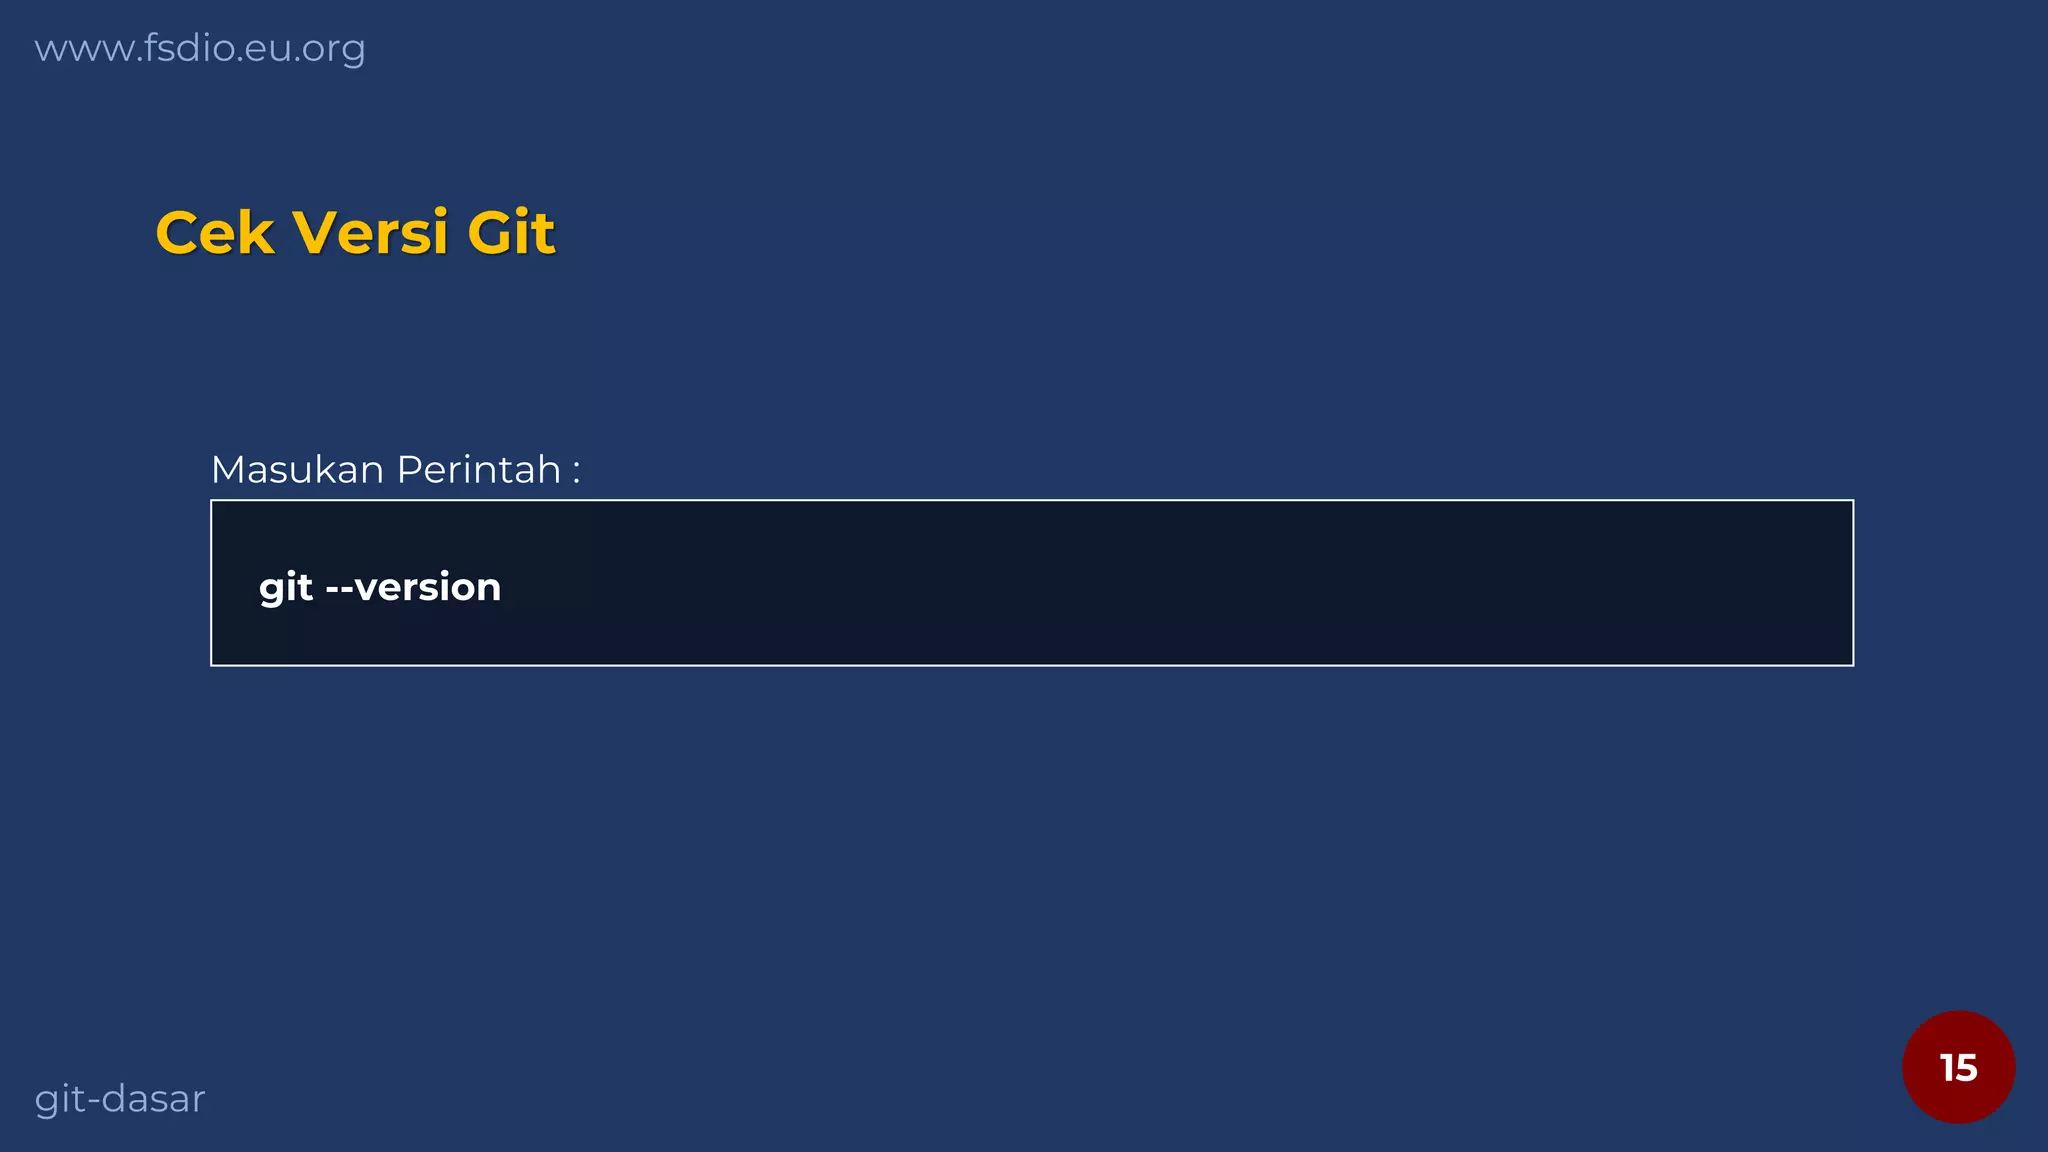 www.fsdio.eu.org
Cek Versi Git
Masukan Perintah :
git --version
15
git-dasar